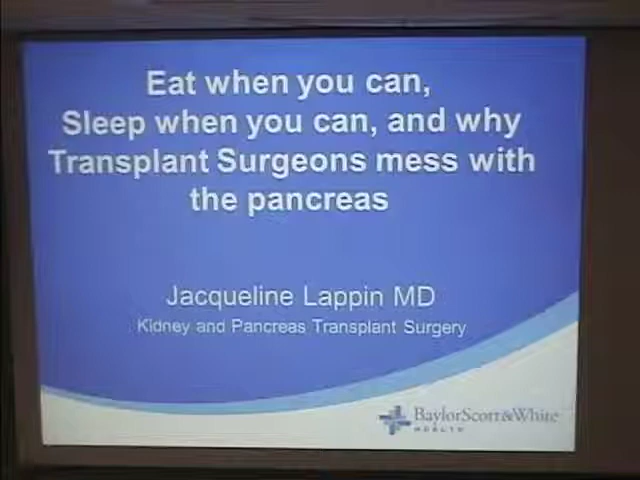 Eat when you can,
Sleep when you can, and why
Transplant Surgeons mess with
the pancreas
Jacqueline Lappin MD
Kidney and Pancreas Transplant Surgery
BaylorScott&White
HEALTH